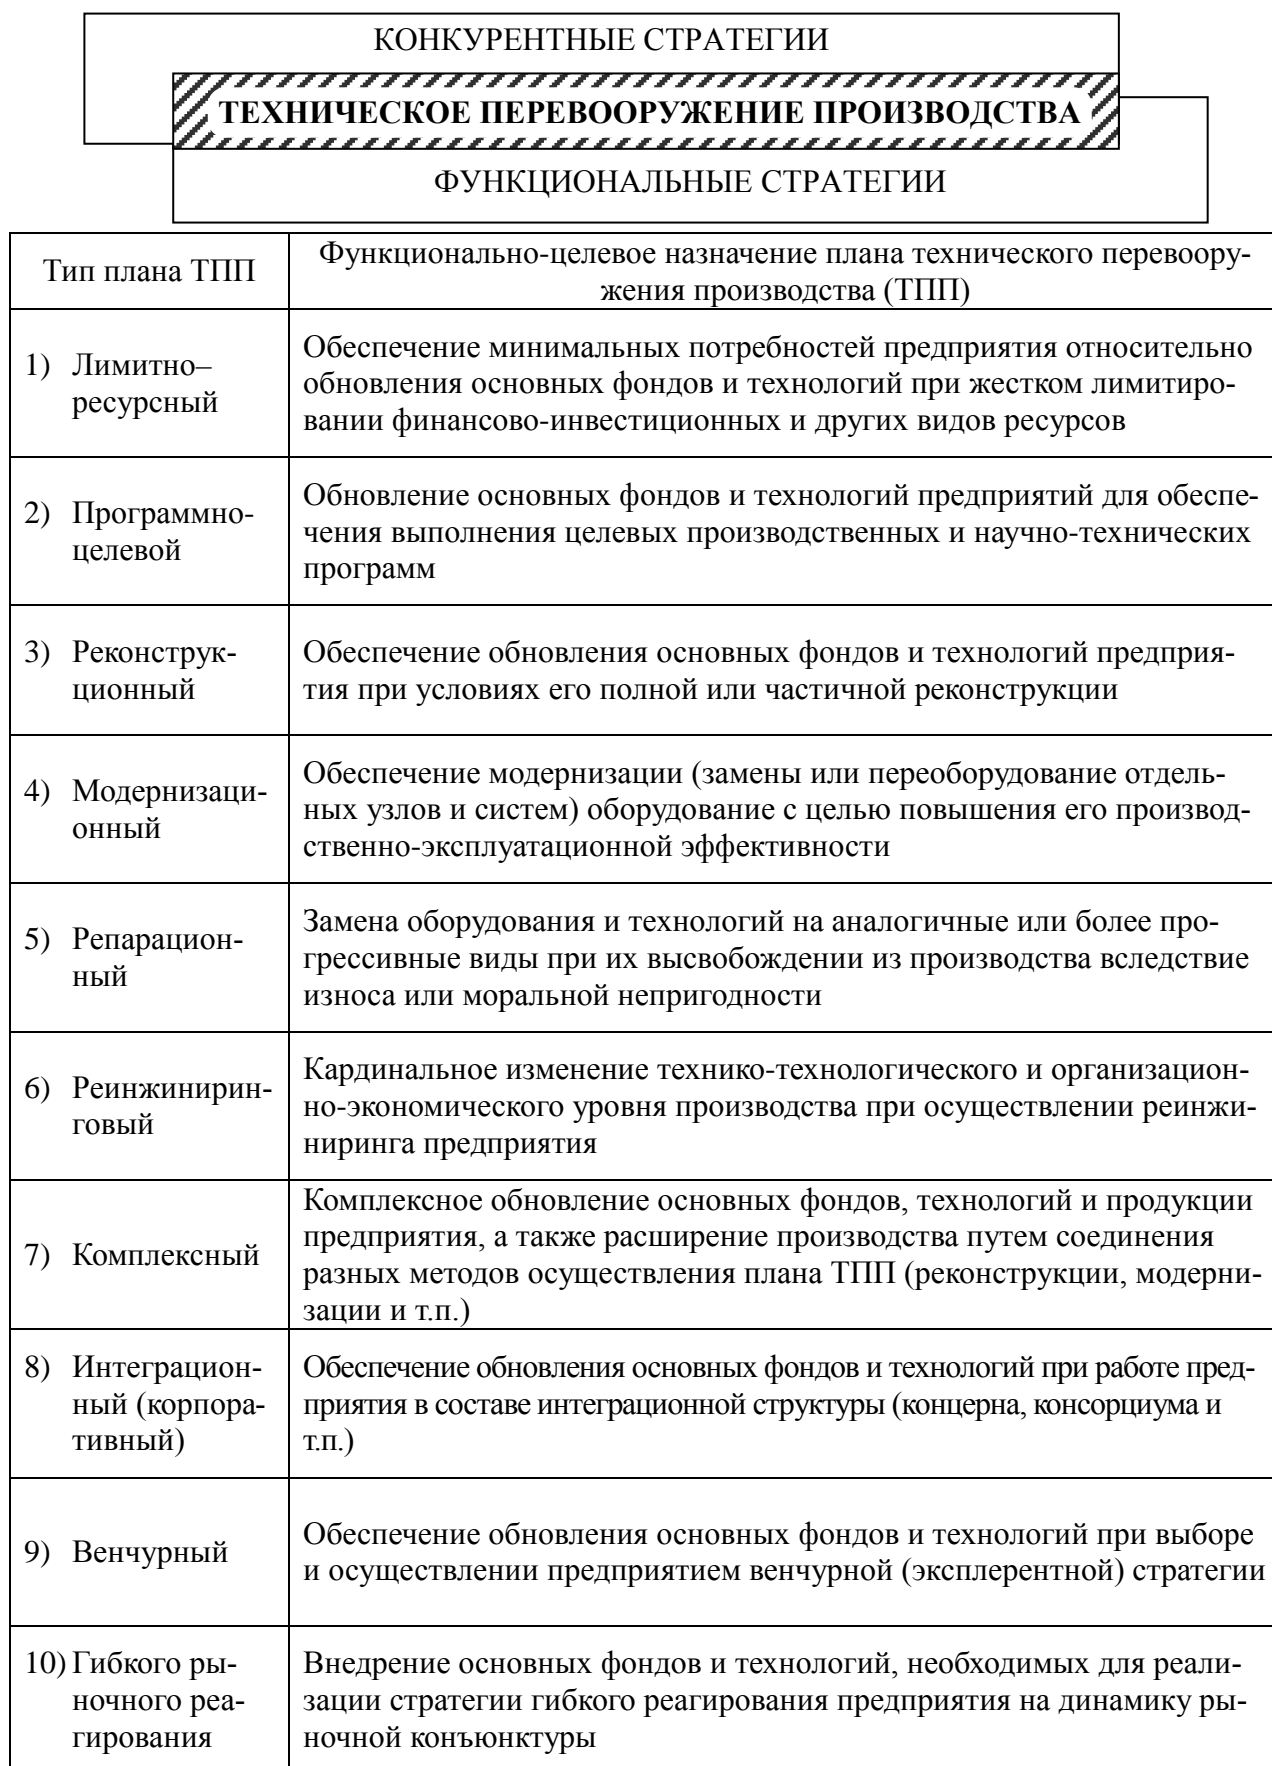 КОНКУРЕНТНЫЕ СТРАТЕГИИ
ТЕХНИЧЕСКОЕ ПЕРЕВООРУЖЕНИЕ ПРОИЗВОДСТВА
ФУНКЦИОНАЛЬНЫЕ СТРАТЕГИИ
Тип плана ТПП
Функционально-целевое назначение плана технического перевоору-
жения производства (ТПП)
1) Лимитно–
ресурсный
Обеспечение минимальных потребностей предприятия относительно
обновления основных фондов и технологий при жестком лимитиро-
вании финансово-инвестиционных и других видов ресурсов
2) Программно-
целевой
Обновление основных фондов и технологий предприятий для обеспе-
чения выполнения целевых производственных и научно-технических
программ
3) Реконструк-
ционный
Обеспечение обновления основных фондов и технологий предприя-
тия при условиях его полной или частичной реконструкции
4) Модернизаци-
онный
Обеспечение модернизации (замены или переоборудование отдель-
ных узлов и систем) оборудование с целью повышения его производ-
ственно-эксплуатационной эффективности
5) Репарацион-
ный
Замена оборудования и технологий на аналогичные или более про-
грессивные виды при их высвобождении из производства вследствие
износа или моральной непригодности
6) Реинжинирин-
говый
Кардинальное изменение технико-технологического и организацион-
но-экономического уровня производства при осуществлении реинжи-
ниринга предприятия
7) Комплексный
Комплексное обновление основных фондов, технологий и продукции
предприятия, а также расширение производства путем соединения
разных методов осуществления плана ТПП (реконструкции, модерни-
зации и т.п.)
8) Интеграцион-
ный (корпора-
тивный)
Обеспечение обновления основных фондов и технологий при работе пред-
приятия в составе интеграционной структуры (концерна, консорциума и
т.п.)
9) Венчурный
Обеспечение обновления основных фондов и технологий при выборе
и осуществлении предприятием венчурной (эксплерентной) стратегии
10) Гибкого ры-
ночного реа-
гирования
Внедрение основных фондов и технологий, необходимых для реали-
зации стратегии гибкого реагирования предприятия на динамику ры-
ночной конъюнктуры